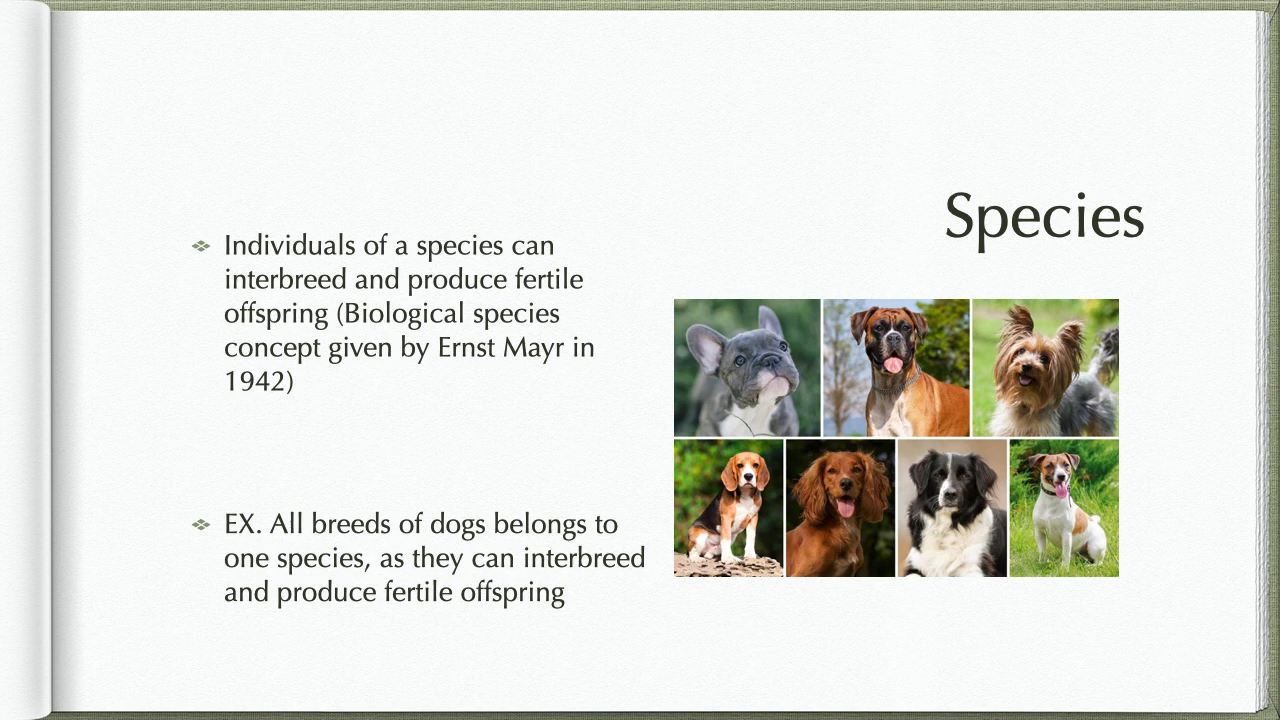 Species
Individuals of a species can
interbreed and produce fertile
offspring (Biological species
concept given by Ernst Mayr in
1942)
EX. All breeds of dogs belongs to
one species, as they can interbreed
and produce fertile offspring